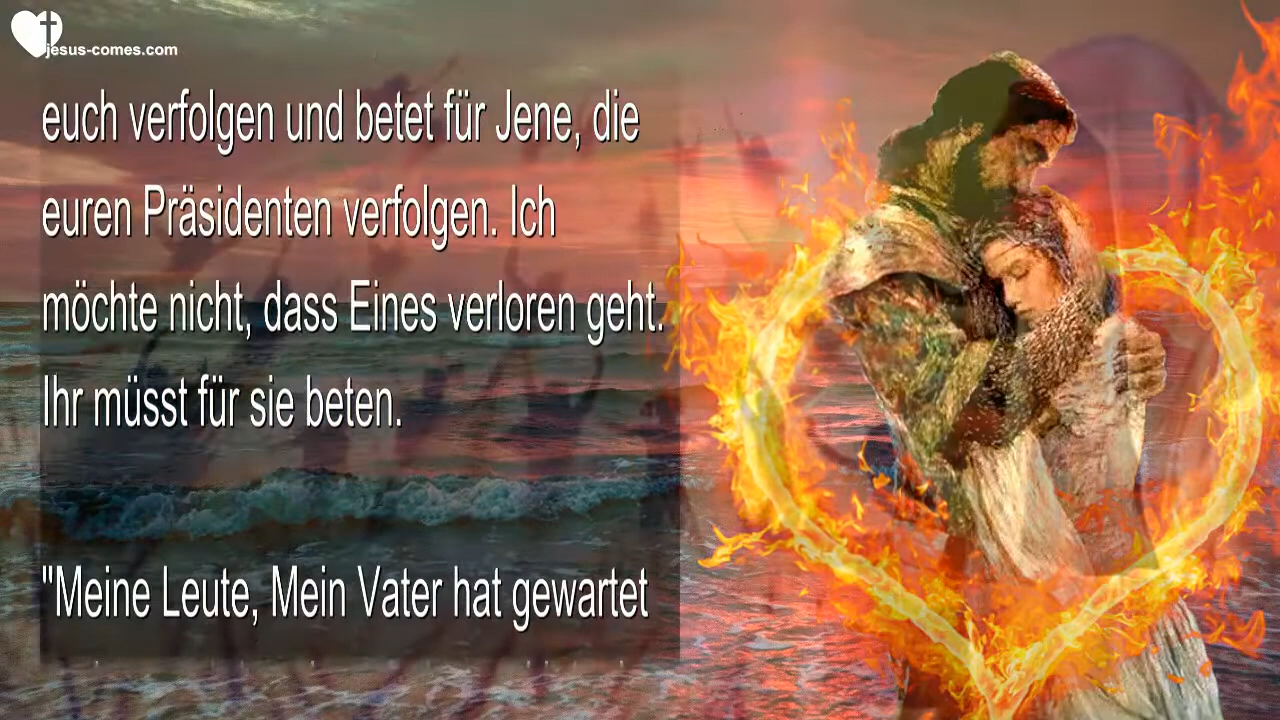 jesus-comes.com
euch verfolgen und betet für Jene, die
euren Präsidenten verfolgen. Ich
möchte nicht, dass Eines verloren geht.
Ihr müsst für sie beten.
"Meine Leute, Mein Vater hat gewartet